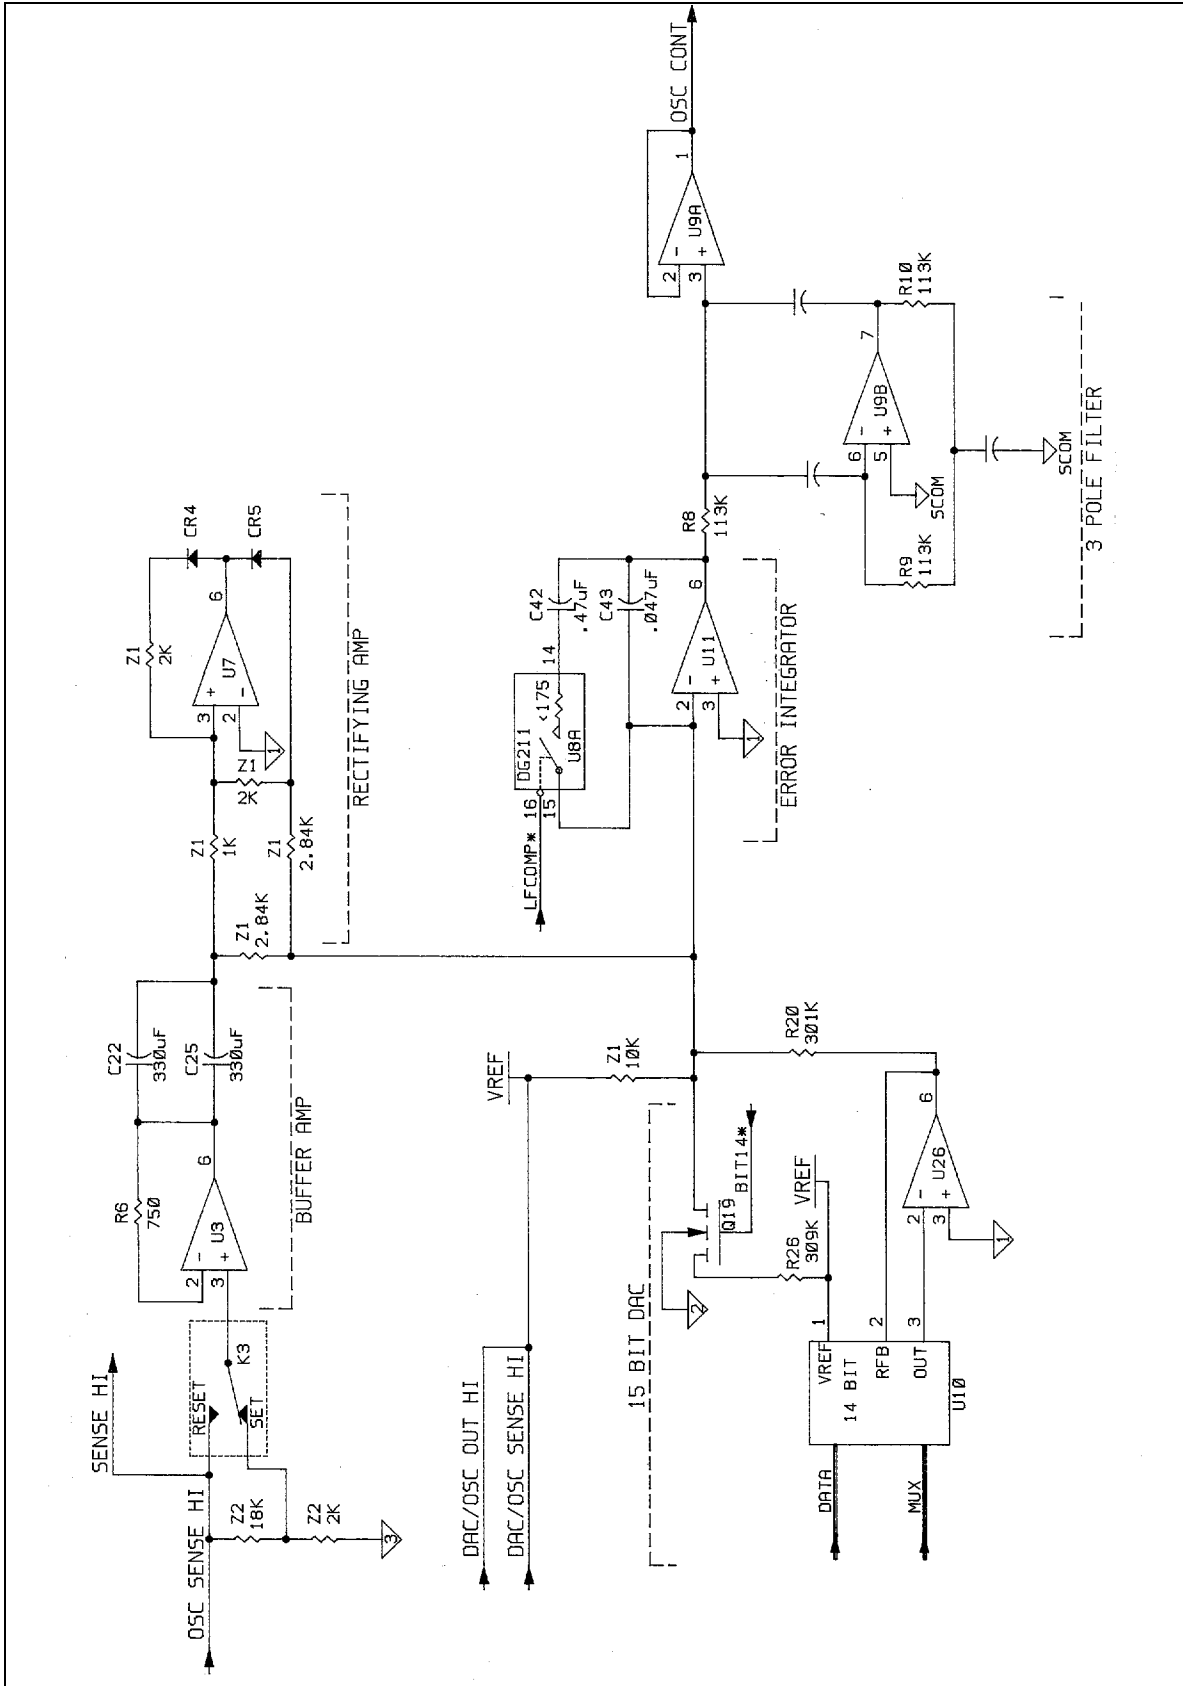 SENSE HI
OSC SENSE HI
Z2
18K
Z2
2K
3
RESET
SET
K3
R6
750
2
3
-
+
U3
6
C22
330uF
C25
330uF
BUFFER AMP
Z1
2.84K
Z1
1K
Z1
2.84K
Z1
2K
Z1
2K
3
2
+
-
U7
6
1
CR4
CR5
RECTIFYING AMP
DAC/OSC OUT HI
DAC/OSC SENSE HI
VREF
Z1
10K
LFCOMP*
16
15
DG211
<175
U8A
14
C42
.47uF
C43
.047uF
2
3
-
+
U11
6
1
ERROR INTEGRATOR
R8
113K
2
3
-
+
U9A
1
OSC CONT
6
5
-
+
U9B
7
SCOM
R9
113K
R10
113K
SCOM
3 POLE FILTER
15 BIT DAC
2
Q19
BIT14*
R26
309K
VREF
R20
301K
DATA
MUX
VREF
14 BIT
RFB
OUT
U10
1
2
3
2
3
-
+
U26
6
1